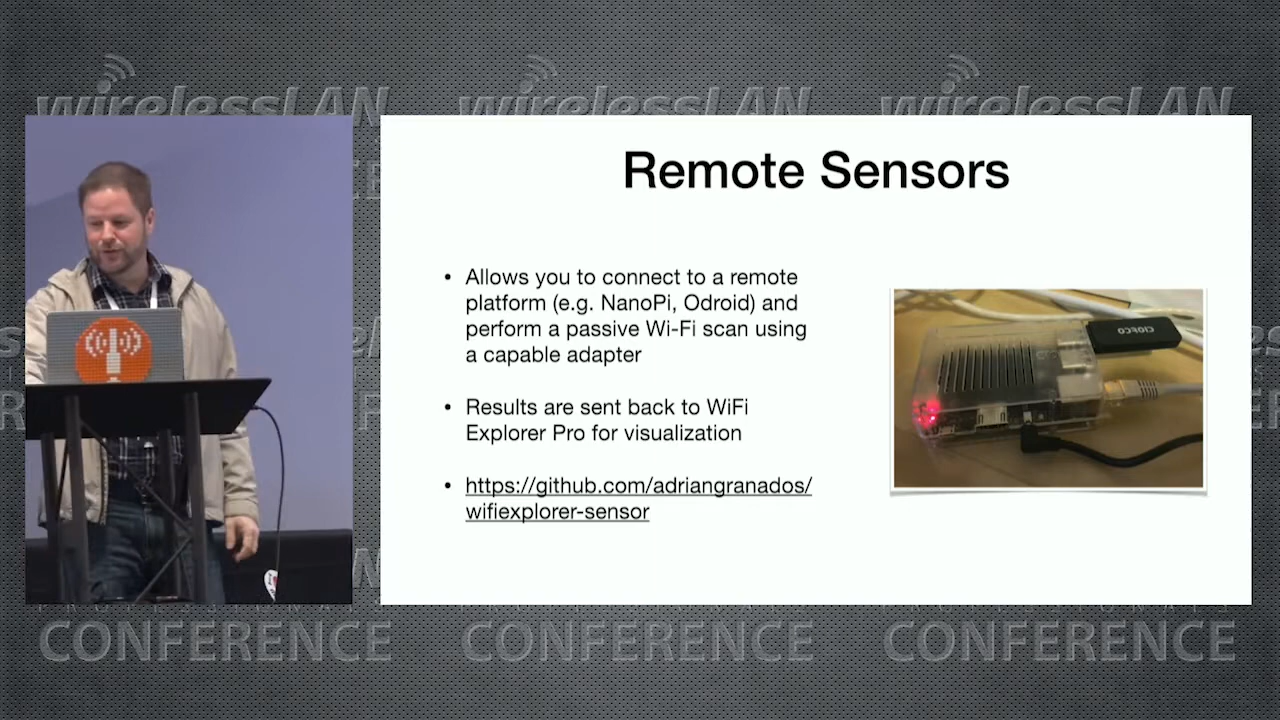 wirelessLAN wirelessLAN wirelessLAN
Remote Sensors
• Allows you to connect to a remote
platform (e.g. NanoPi, Odroid) and
perform a passive Wi-Fi scan using
a capable adapter
• Results are sent back to WiFi
Explorer Pro for visualization
• https://github.com/adriangranados/
wifiexplorer-sensor
CIOFCO
CONFERENCE CONFERENCE CONFERENCE